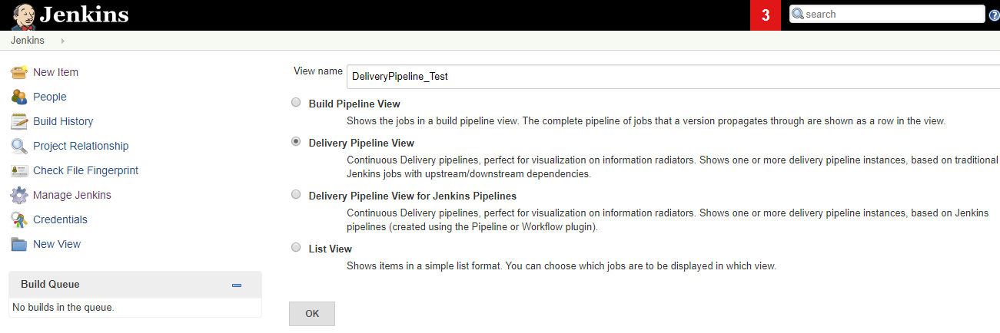 Jenkins
3
search
?
Jenkins
New Item
People
Build History
Project Relationship
Check File Fingerprint
Manage Jenkins
Credentials
New View
Build Queue
No builds in the queue.
View name
DeliveryPipeline_Test
Build Pipeline View
Shows the jobs in a build pipeline view. The complete pipeline of jobs that a version propagates through are shown as a row in the view.
Delivery Pipeline View
Continuous Delivery pipelines, perfect for visualization on information radiators. Shows one or more delivery pipeline instances, based on traditional
Jenkins jobs with upstream/downstream dependencies.
Delivery Pipeline View for Jenkins Pipelines
Continuous Delivery pipelines, perfect for visualization on information radiators. Shows one or more delivery pipeline instances, based on Jenkins
pipelines (created using the Pipeline or Workflow plugin).
List View
Shows items in a simple list format. You can choose which jobs are to be displayed in which view.
OK